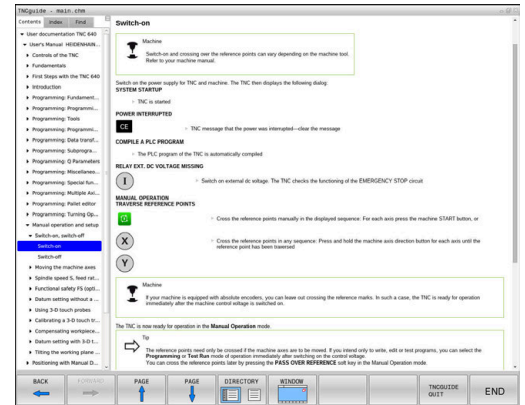 TNCguide - main.chm
Contents Index Find
User documentation TNC 640
User's Manual HEIDENHAIN...
Controls of the TNC
Fundamentals
First Steps with the TNC 640
Introduction
Programming: Fundament...
Programming: Programmi...
Programming: Tools
Programming: Programmi...
Programming: Data transf...
Programming: Subprogra...
Programming: Q Parameters
Programming: Miscellaneo...
Programming: Special fun...
Programming: Multiple Axi...
Programming: Pallet editor
Programming: Turning Op...
Manual operation and setup
Switch-on, switch-off
Switch-on
Switch-off
Moving the machine axes
Spindle speed S, feed rat...
Functional safety FS (opti...
Datum setting without a ...
Using 3-D touch probes
Calibrating a 3-D touch tr...
Compensating workpiece...
Datum setting with 3-D t...
Tilting the working plane ...
Positioning with Manual D...
Switch-on
Machine
Switch-on and crossing over the reference points can vary depending on the machine tool.
Refer to your machine manual.
Switch on the power supply for TNC and machine. The TNC then displays the following dialog:
SYSTEM STARTUP
TNC is started
POWER INTERRUPTED
CE
TNC message that the power was interrupted—clear the message
COMPILE A PLC PROGRAM
The PLC program of the TNC is automatically compiled
RELAY EXT. DC VOLTAGE MISSING
I
Switch on external dc voltage. The TNC checks the functioning of the EMERGENCY STOP circuit
MANUAL OPERATION
TRAVERSE REFERENCE POINTS
Cross the reference points manually in the displayed sequence: For each axis press the machine START button, or
X
Cross the reference points in any sequence: Press and hold the machine axis direction button for each axis until the
reference point has been traversed
Y
Machine
If your machine is equipped with absolute encoders, you can leave out crossing the reference marks. In such a case, the TNC is ready for operation
immediately after the machine control voltage is switched on.
The TNC is now ready for operation in the Manual Operation mode.
Tip
The reference points need only be crossed if the machine axes are to be moved. If you intend only to write, edit or test programs, you can select the
Programming or Test Run mode of operation immediately after switching on the control voltage.
You can cross the reference points later by pressing the PASS OVER REFERENCE soft key in the Manual Operation mode.
BACK FORWARD PAGE PAGE DIRECTORY WINDOW TNCGUIDE QUIT END